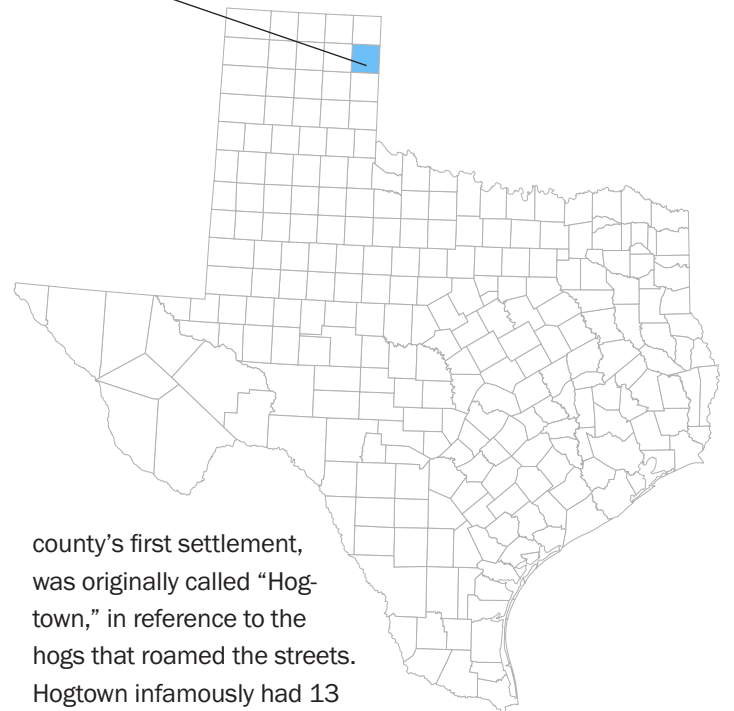 county’s first settlement,
was originally called “Hog-
town,” in reference to the
hogs that roamed the streets.
Hogtown infamously had 13